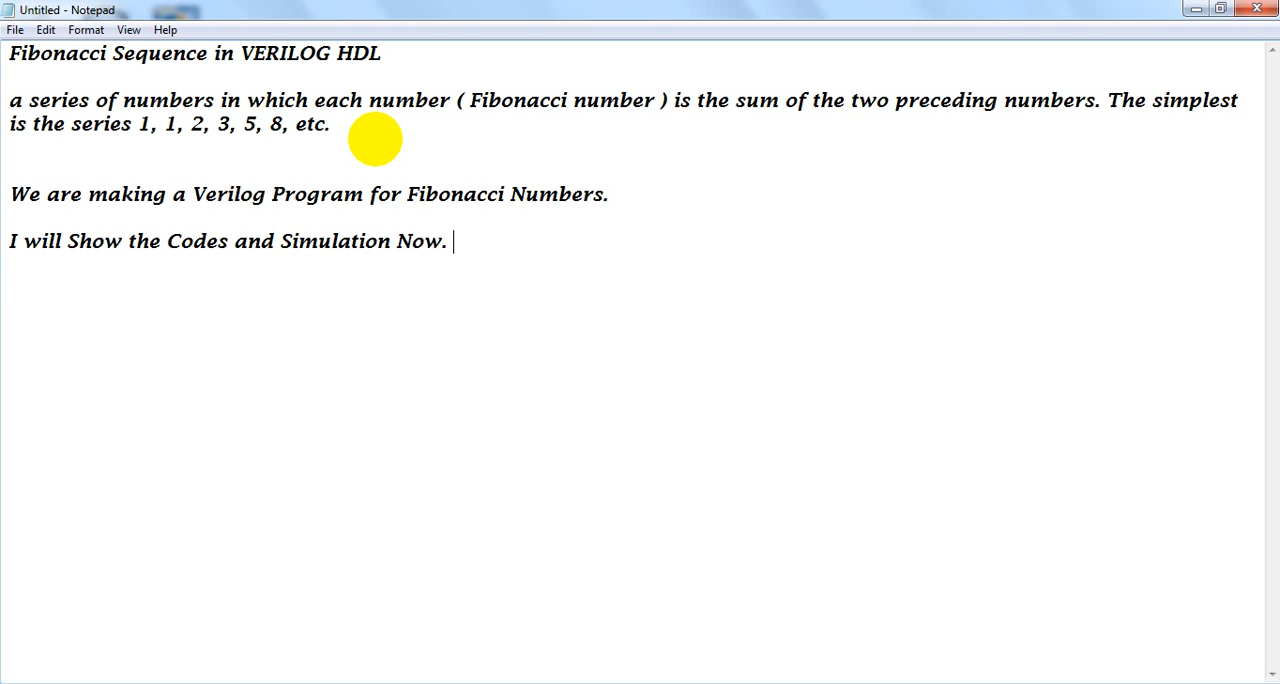 Untitled - Notepad
File Edit Format View Help
Fibonacci Sequence in VERILOG HDL
a series of numbers in which each number ( Fibonacci number ) is the sum of the two preceding numbers. The simplest
is the series 1, 1, 2, 3, 5, 8, etc.
We are making a Verilog Program for Fibonacci Numbers.
I will Show the Codes and Simulation Now.